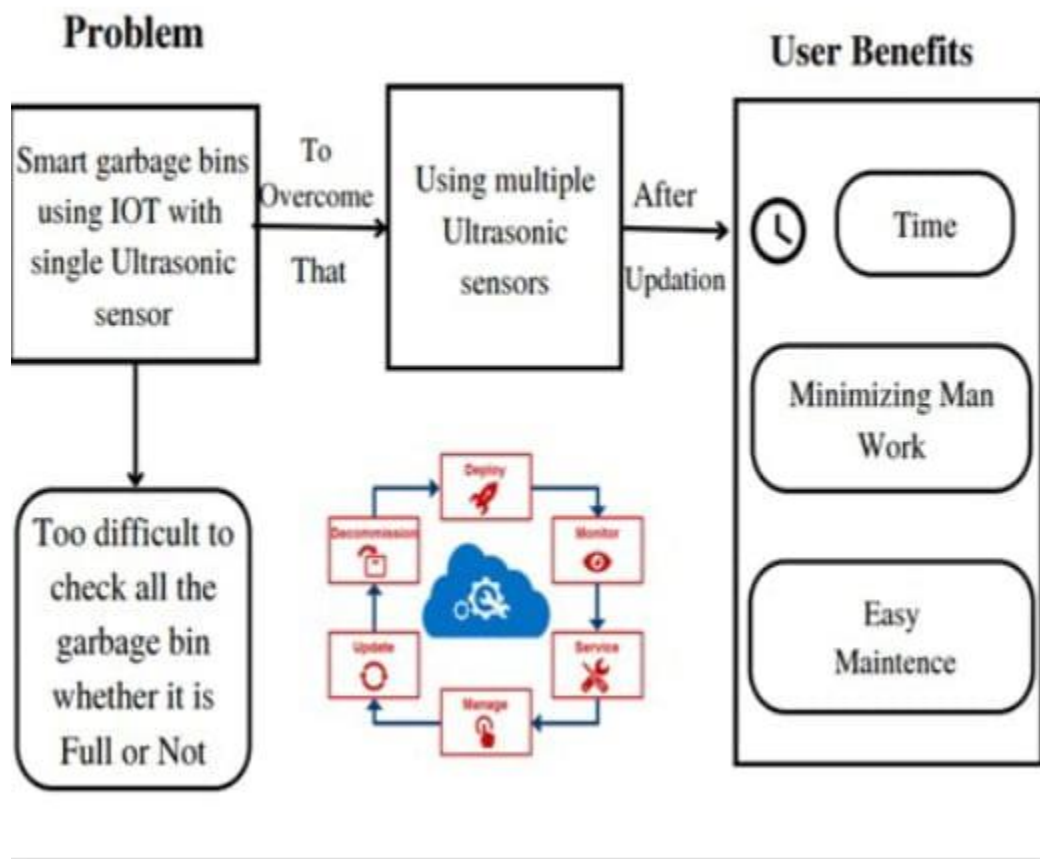 Problem
User Benefits
Smart garbage bins
using IOT with
single Ultrasonic
sensor
To
Overcome
That
Using multiple
Ultrasonic
sensors
After
Updation
Time
Minimizing Man
Work
Easy
Maintence
Too difficult to
check all the
garbage bin
whether it is
Full or Not
Deploy
Monitor
Service
Manage
Update
Decommission